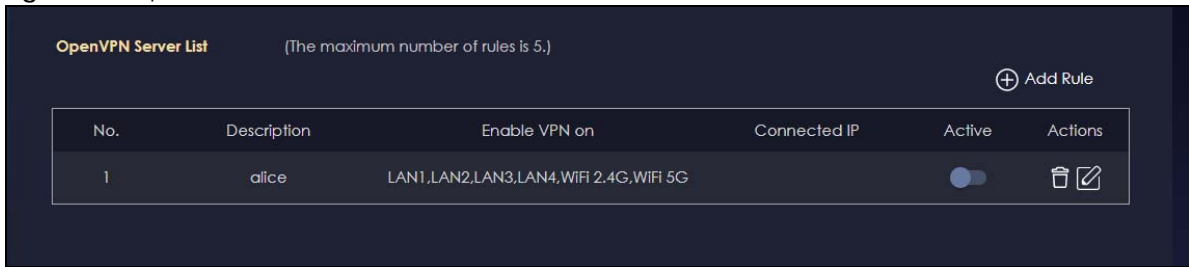 OpenVPN Server List (The maximum number of rules is 5.)
Add Rule
No. Description Enable VPN on Connected IP Active Actions
1 alice LAN1,LAN2,LAN3,LAN4,WiFi 2.4G,WiFi 5G